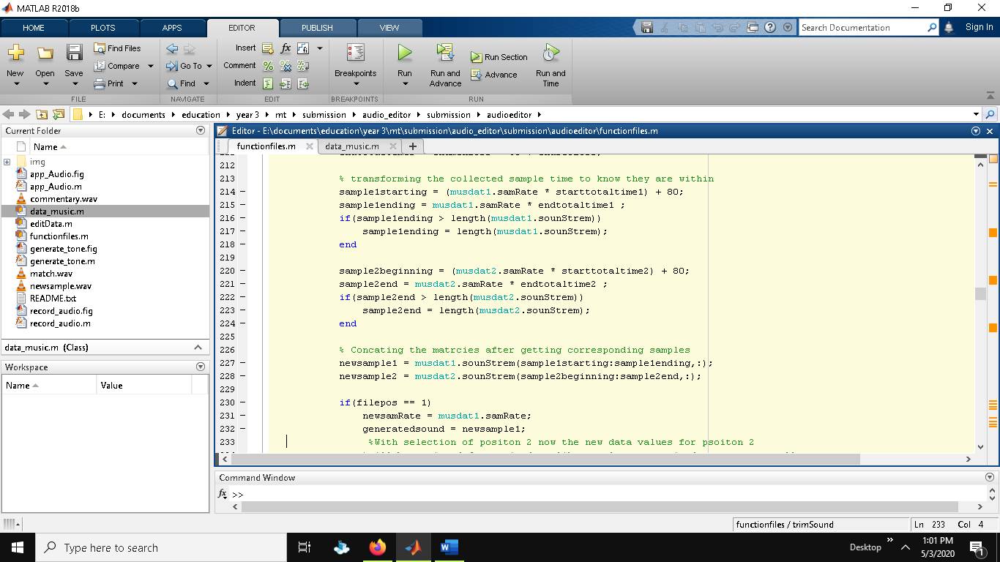 MATLAB R2018b
HOME PLOTS APPS EDITOR PUBLISH VIEW
Search Documentation
Sign In
New
Open
Save
Find Files
Compare
Print
Go To
Find
Insert
fx
Comment
Indent
Breakpoints
Run
Run and Advance
Run Section
Advance
Run and Time
FILE NAVIGATE EDIT BREAKPOINTS RUN
E: documents education year 3 mt submission audio_editor submission audioeditor
Current Folder
Name
img
app_Audio.fig
app_Audio.m
commentary.wav
data_music.m
editData.m
functionfiles.m
generate_tone.fig
generate_tone.m
match.wav
newsample.wav
README.txt
record_audio.fig
record_audio.m
data_music.m (Class)
Workspace
Name Value
Editor - E:\documents\education\year 3\mt\submission\audio_editor\submission\audioeditor\functionfiles.m
functionfiles.m data_music.m
212
213 % transforming the collected sample time to know they are within
214 – sample1starting = (musdat1.samRate * starttotaltime1) + 80;
215 – sample1ending = musdat1.samRate * endtotaltime1 ;
216 – if(sample1ending > length(musdat1.sounStrem))
217 – sample1ending = length(musdat1.sounStrem);
218 – end
219
220 – sample2beginning = (musdat2.samRate * starttotaltime2) + 80;
221 – sample2end = musdat2.samRate * endtotaltime2 ;
222 – if(sample2end > length(musdat2.sounStrem))
223 – sample2end = length(musdat2.sounStrem);
224 – end
225
226 % Concating the matrcies after getting corresponding samples
227 – newsample1 = musdat1.sounStrem(sample1starting:sample1ending,:);
228 – newsample2 = musdat2.sounStrem(sample2beginning:sample2end,:);
229
230 – if(filepos == 1)
231 – newsamRate = musdat1.samRate;
232 – generatedsound = newsample1;
233 %With selection of positon 2 now the new data values for psoiton 2
Command Window
fx >>
functionfiles / trimSound
Ln 233 Col 4
Type here to search
Desktop
1:01 PM
5/3/2020
1